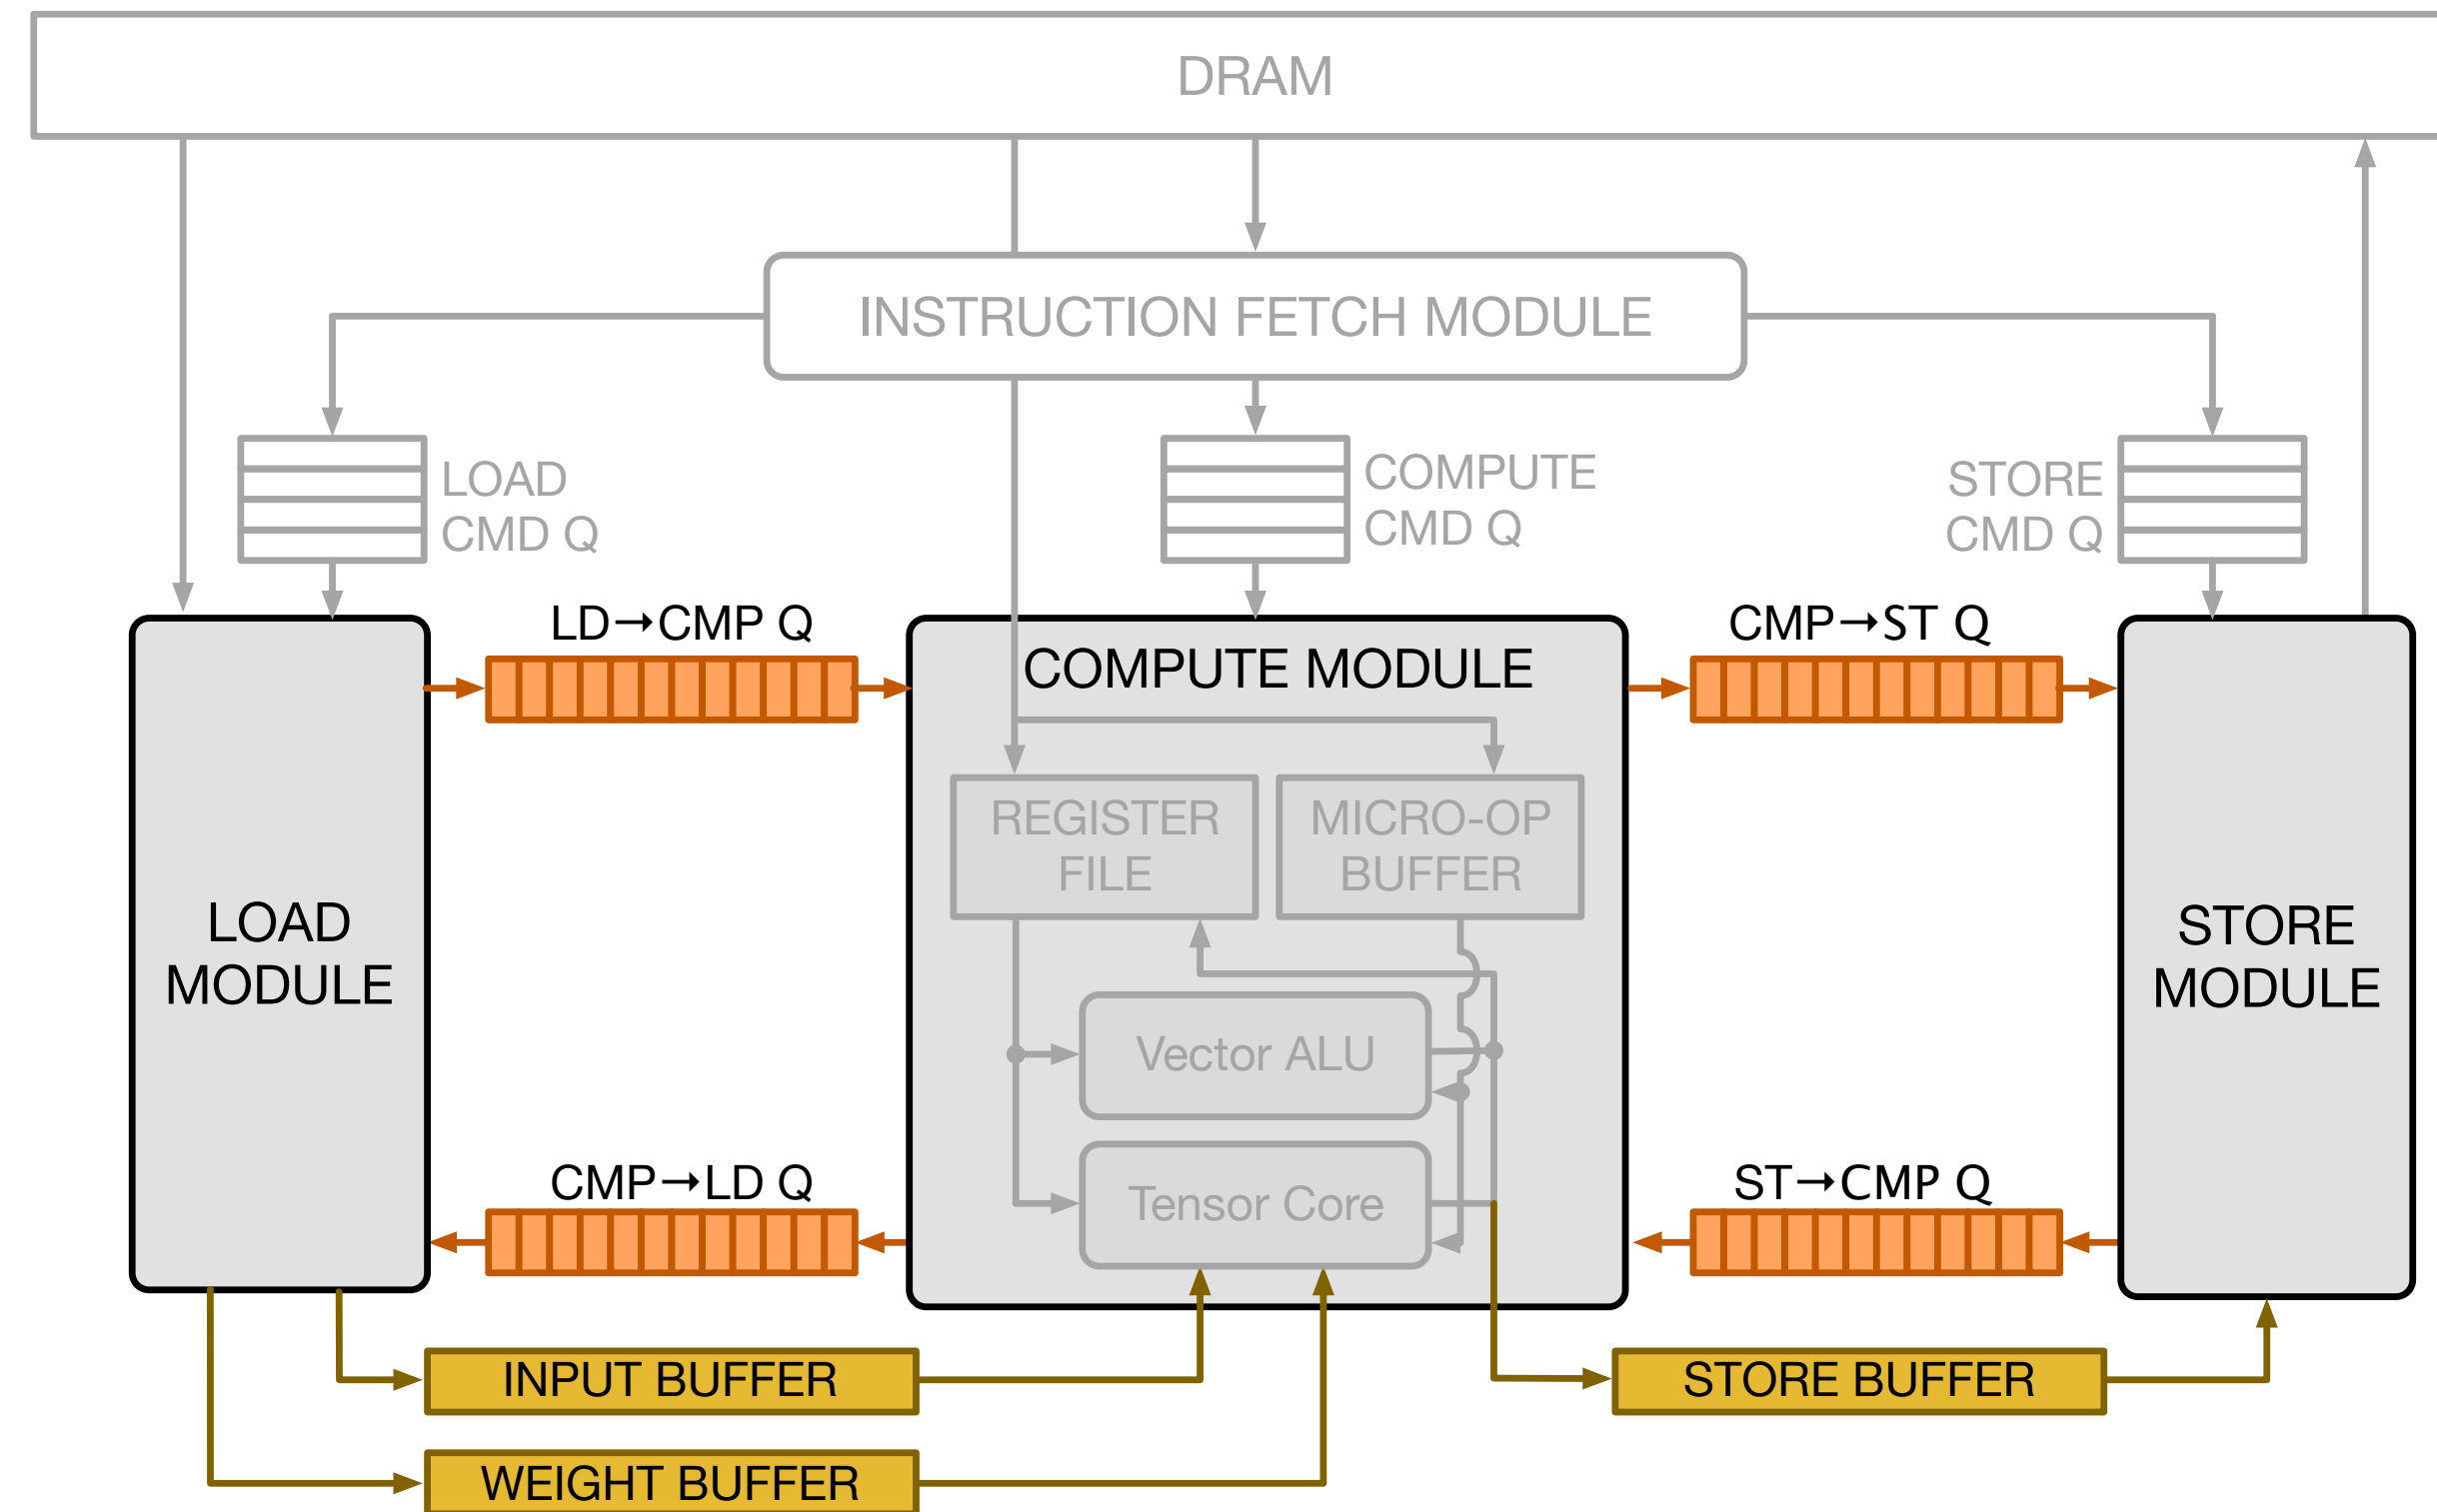 DRAM
INSTRUCTION FETCH MODULE
LOAD
CMD Q
COMPUTE
CMD Q
STORE
CMD Q
LD→CMP Q
COMPUTE MODULE
CMP→ST Q
REGISTER
FILE
MICRO-OP
BUFFER
LOAD
MODULE
STORE
MODULE
Vector ALU
Tensor Core
CMP→LD Q
ST→CMP Q
INPUT BUFFER
STORE BUFFER
WEIGHT BUFFER